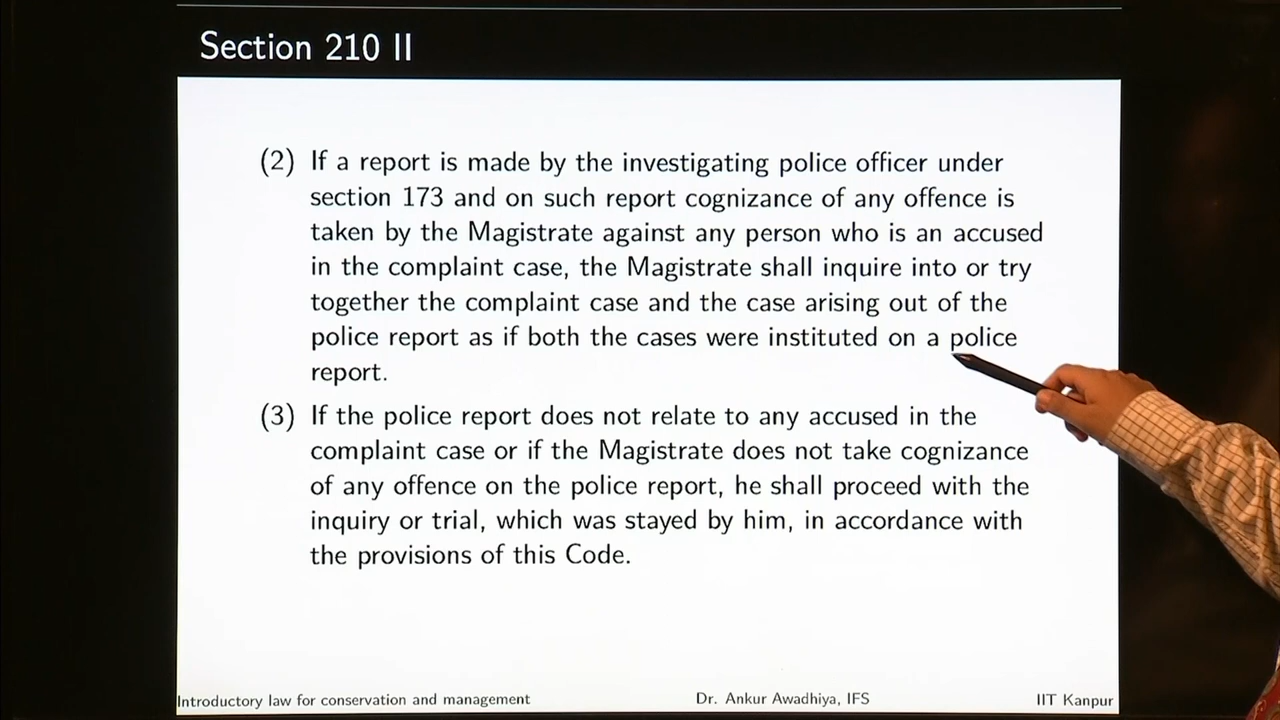 Section 210 II
(2) If a report is made by the investigating police officer under
section 173 and on such report cognizance of any offence is
taken by the Magistrate against any person who is an accused
in the complaint case, the Magistrate shall inquire into or try
together the complaint case and the case arising out of the
police report as if both the cases were instituted on a police
report.
(3) If the police report does not relate to any accused in the
complaint case or if the Magistrate does not take cognizance
of any offence on the police report, he shall proceed with the
inquiry or trial, which was stayed by him, in accordance with
the provisions of this Code.
Introductory law for conservation and management Dr. Ankur Awadhiya, IFS IIT Kanpur